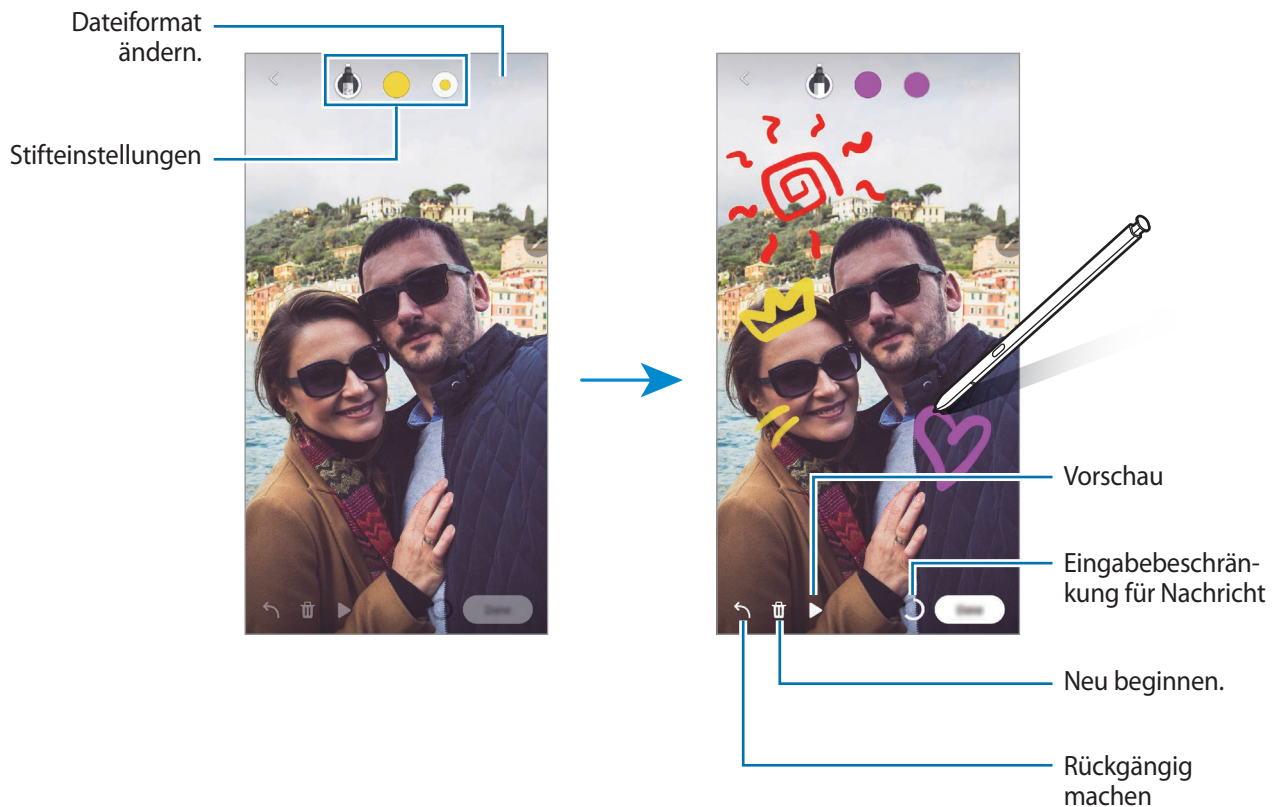 Dateiformat
ändern.
Stifteinstellungen
Vorschau
Eingabebeschrän-
kung für Nachricht
Neu beginnen.
Rückgängig
machen